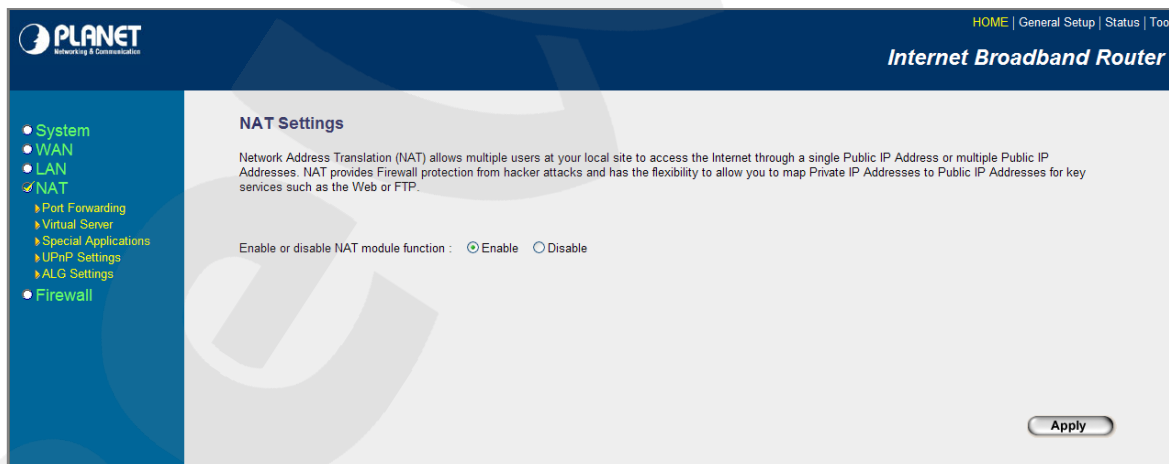 PLANET
Networking & Communication
HOME | General Setup | Status | Too
Internet Broadband Router
System
WAN
LAN
NAT
Port Forwarding
Virtual Server
Special Applications
UPnP Settings
ALG Settings
Firewall
NAT Settings
Network Address Translation (NAT) allows multiple users at your local site to access the Internet through a single Public IP Address or multiple Public IP
Addresses. NAT provides Firewall protection from hacker attacks and has the flexibility to allow you to map Private IP Addresses to Public IP Addresses for key
services such as the Web or FTP.
Enable or disable NAT module function : Enable Disable
Apply